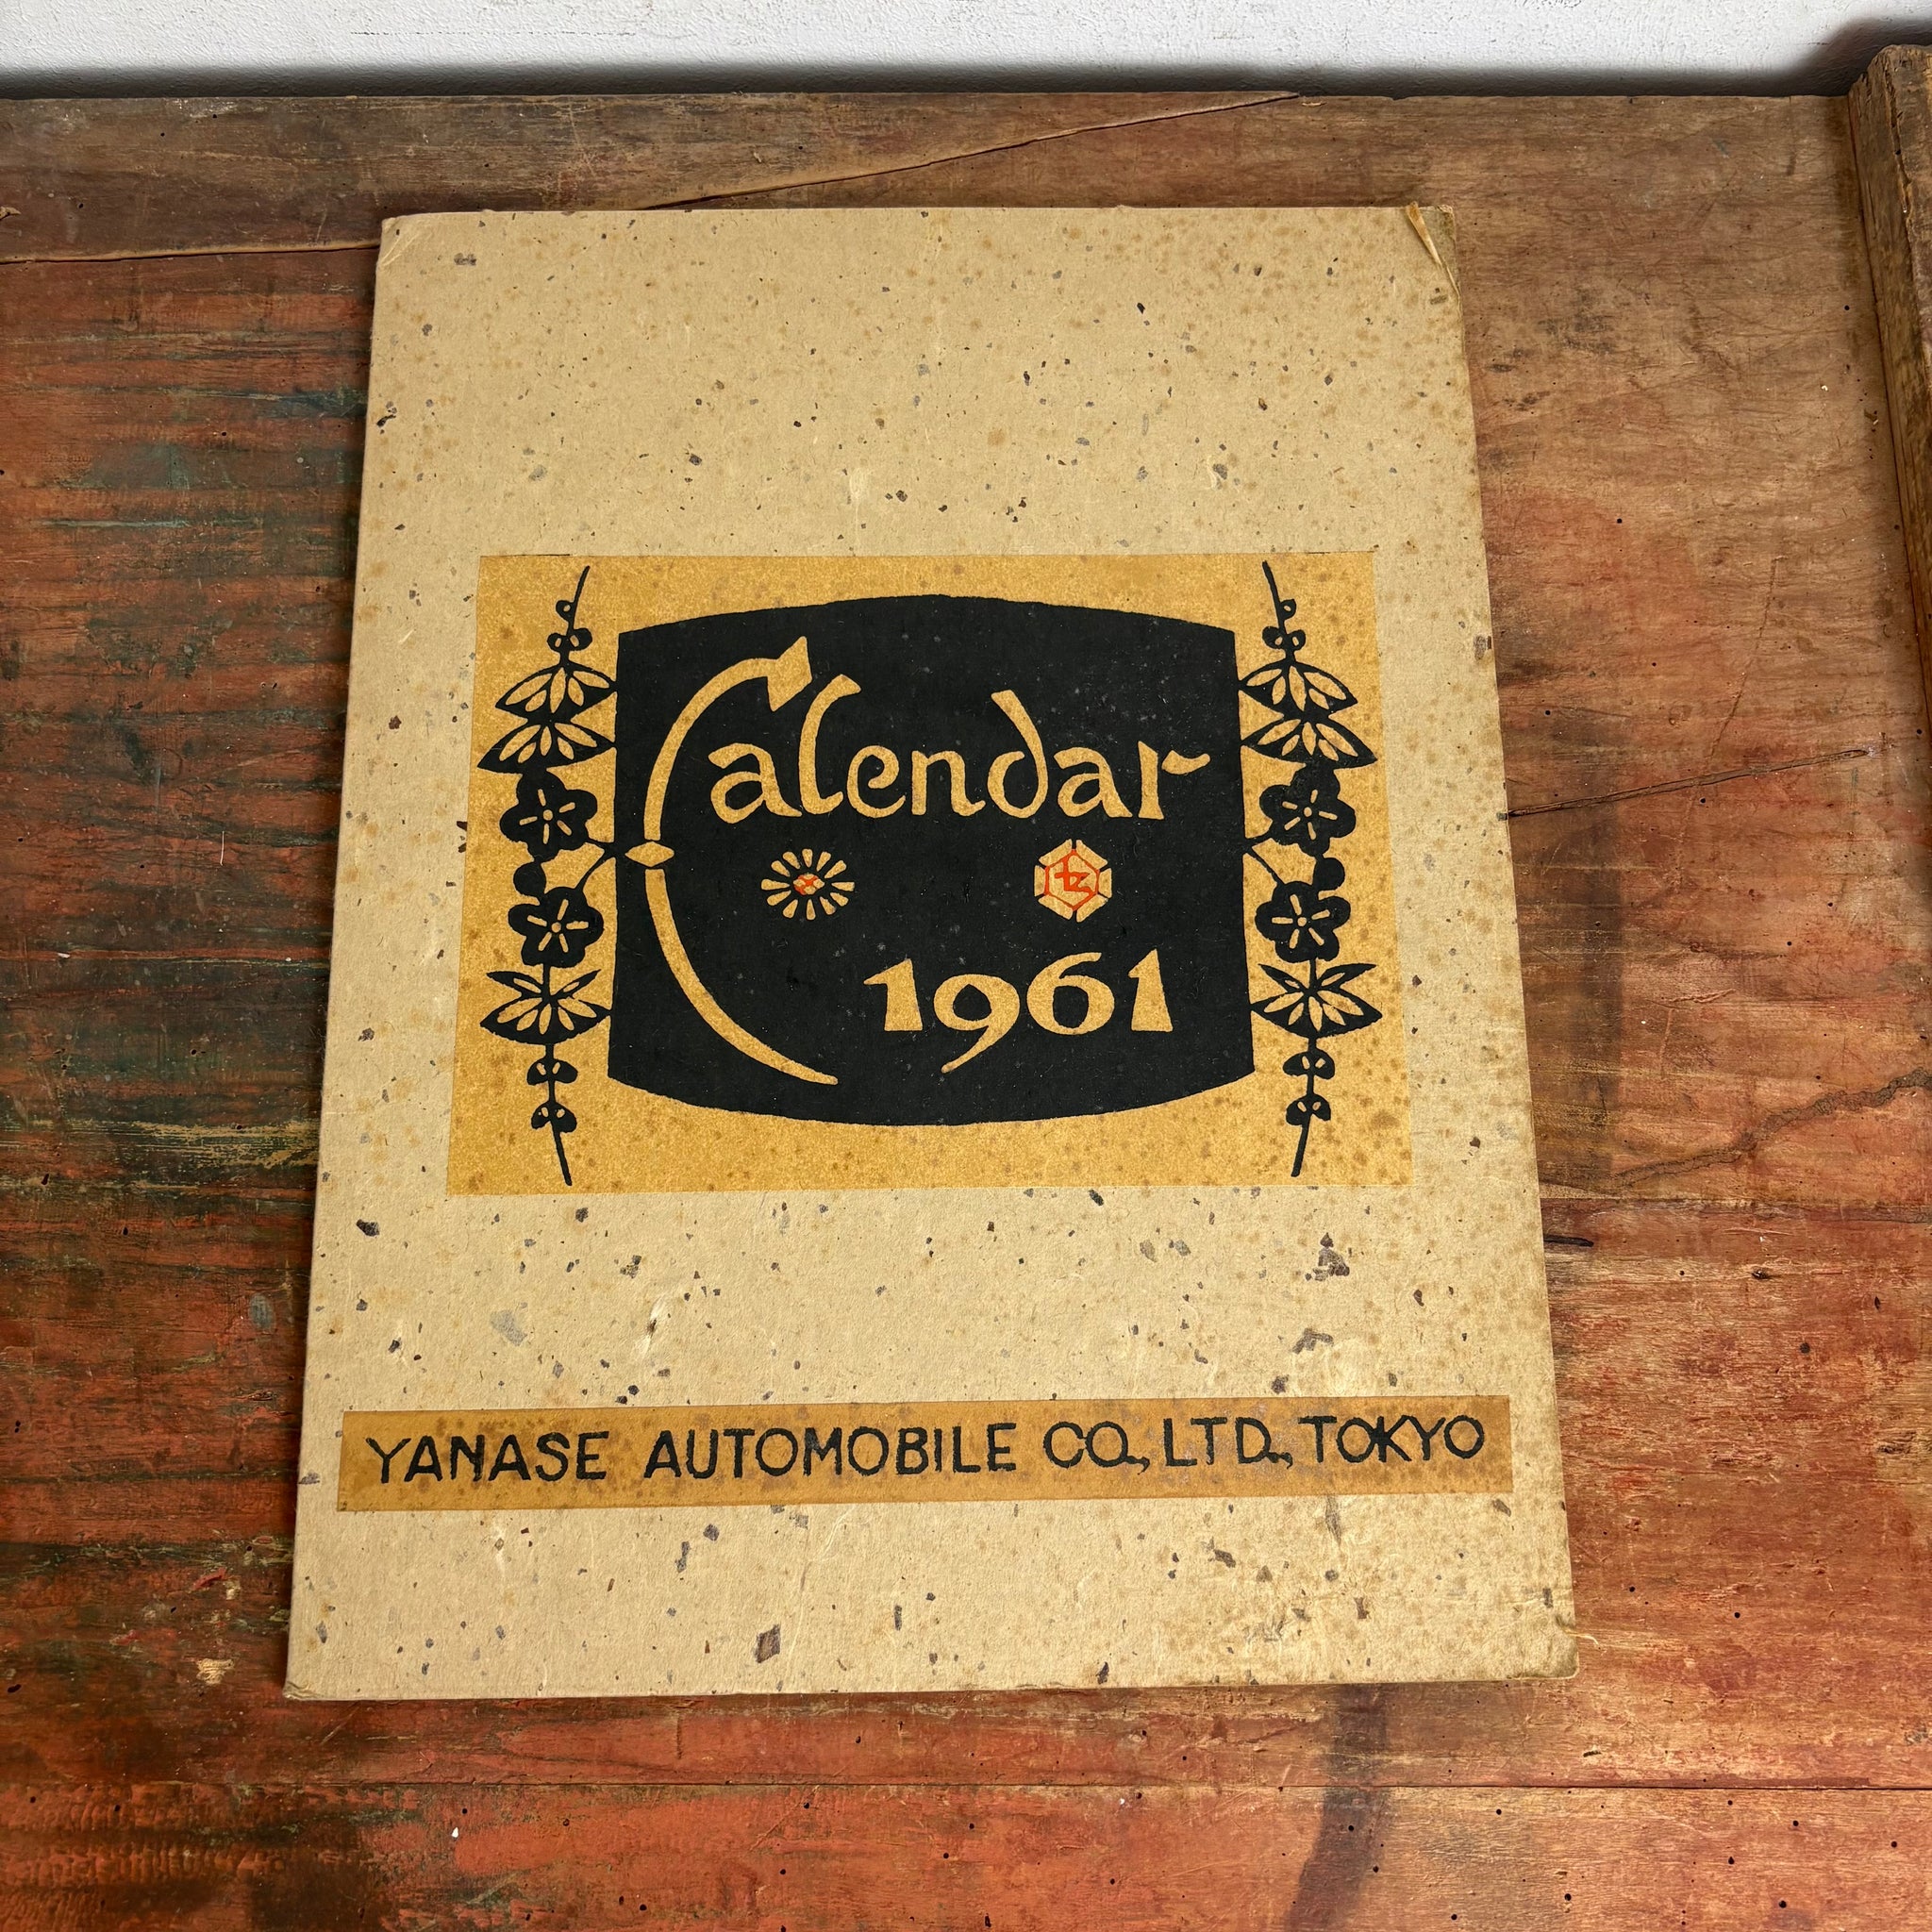 Calendar
1961
YANASE AUTOMOBILE CO., LTD., TOKYO